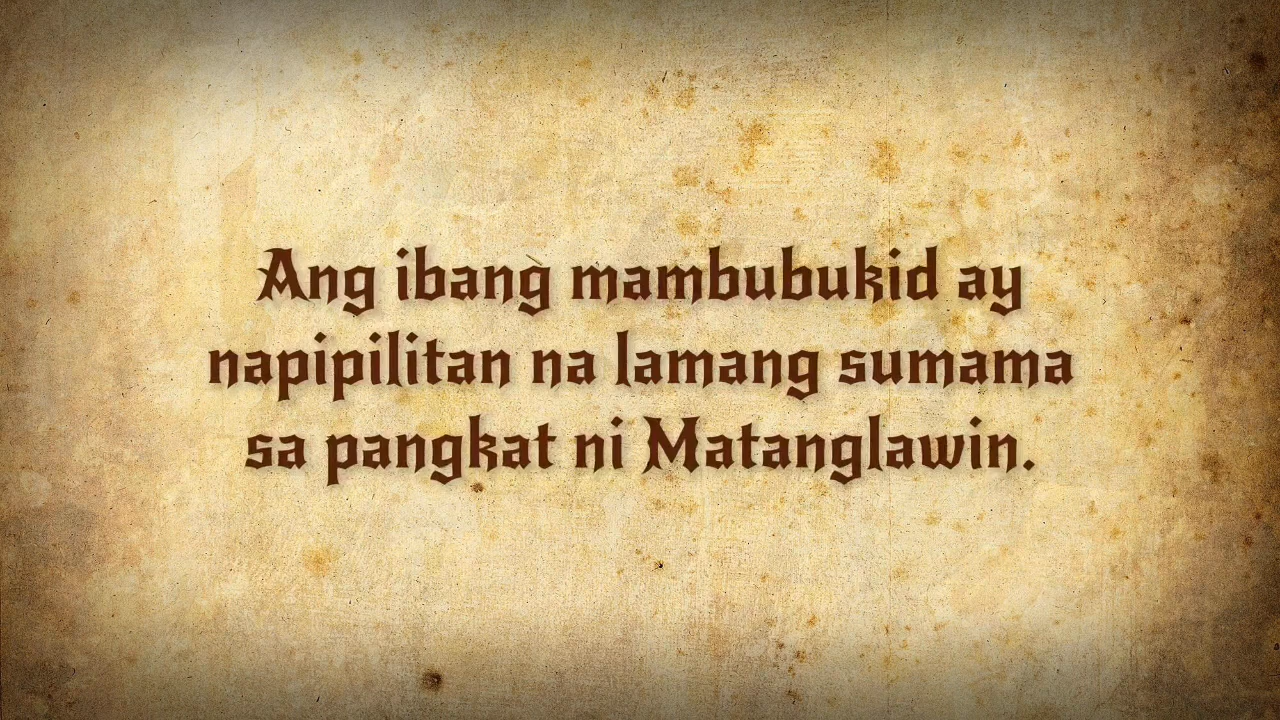 Ang ibang mambubukid ay
napipilitan na lamang sumama
sa pangkat ni Matanglawin.